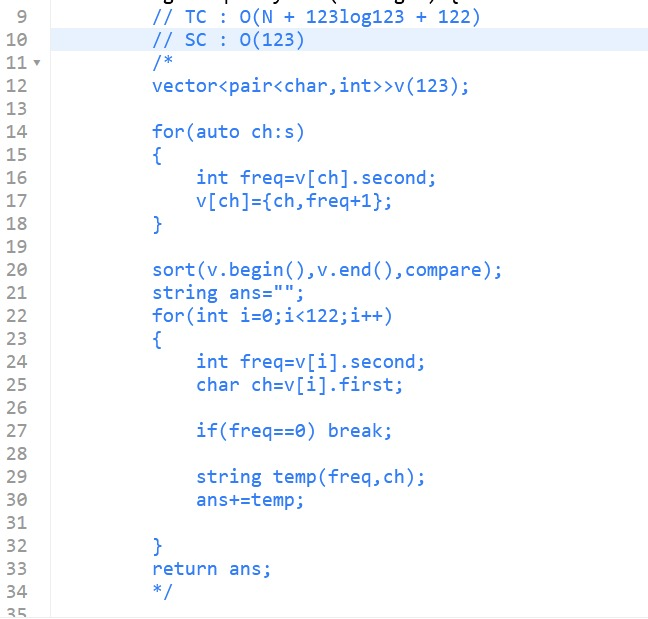 9 // TC : O(N + 123log123 + 122)
10 // SC : O(123)
11 /*
12 vector<pair<char,int>>v(123);
13
14 for(auto ch:s)
15 {
16 int freq=v[ch].second;
17 v[ch]={ch,freq+1};
18 }
19
20 sort(v.begin(),v.end(),compare);
21 string ans="";
22 for(int i=0;i<122;i++)
23 {
24 int freq=v[i].second;
25 char ch=v[i].first;
26
27 if(freq==0) break;
28
29 string temp(freq,ch);
30 ans+=temp;
31
32 }
33 return ans;
34 */
35